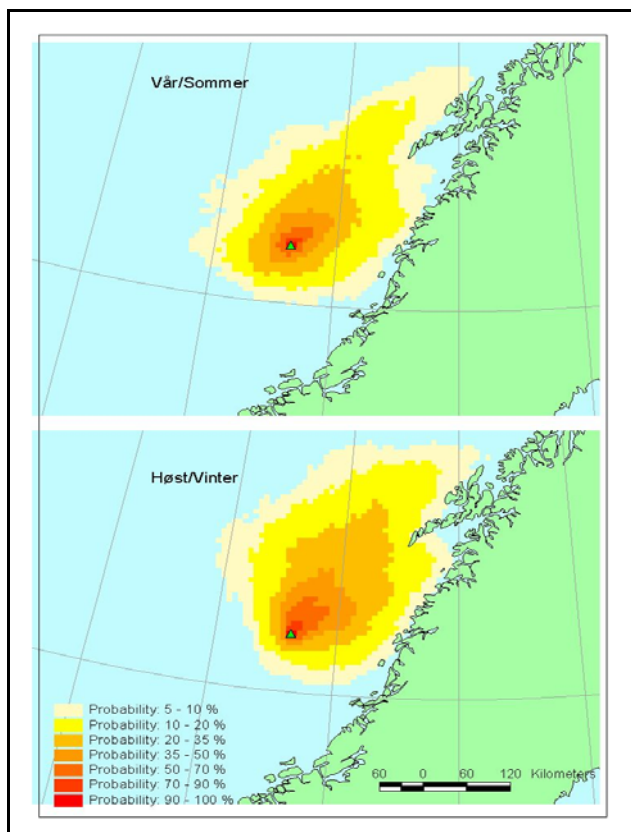 Vår/Sommer
Høst/Vinter
Probability: 5 - 10 %
Probability: 10 - 20 %
Probability: 20 - 35 %
Probability: 35 - 50 %
Probability: 50 - 70 %
Probability: 70 - 90 %
Probability: 90 - 100 %
60 0 60 120 Kilometers